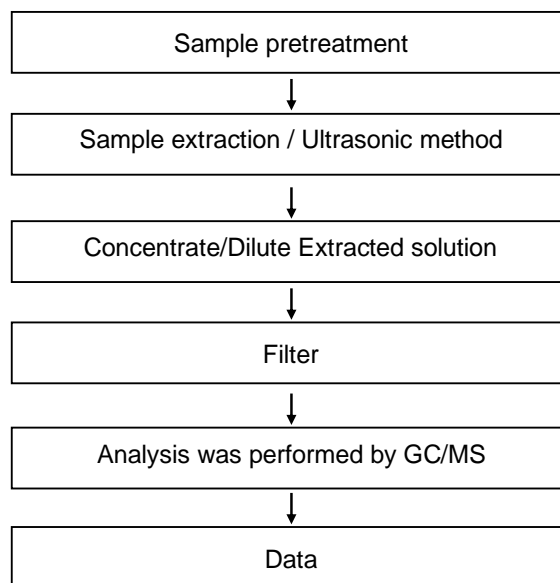 Sample pretreatment
Sample extraction / Ultrasonic method
Concentrate/Dilute Extracted solution
Filter
Analysis was performed by GC/MS
Data